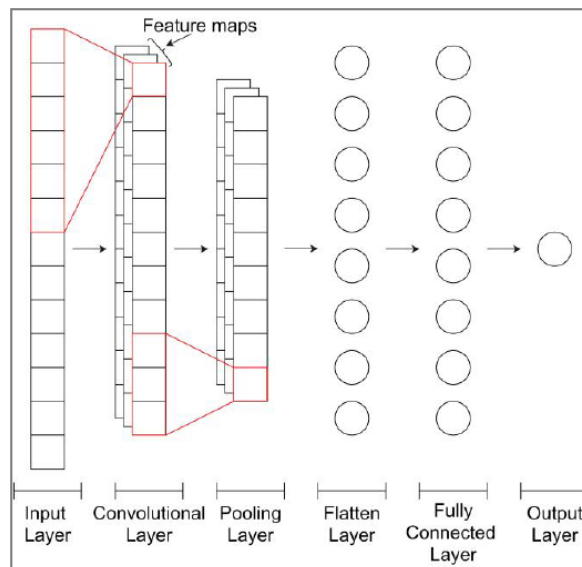 Feature maps
Input
Layer
Convolutional
Layer
Pooling
Layer
Flatten
Layer
Fully
Connected
Layer
Output
Layer